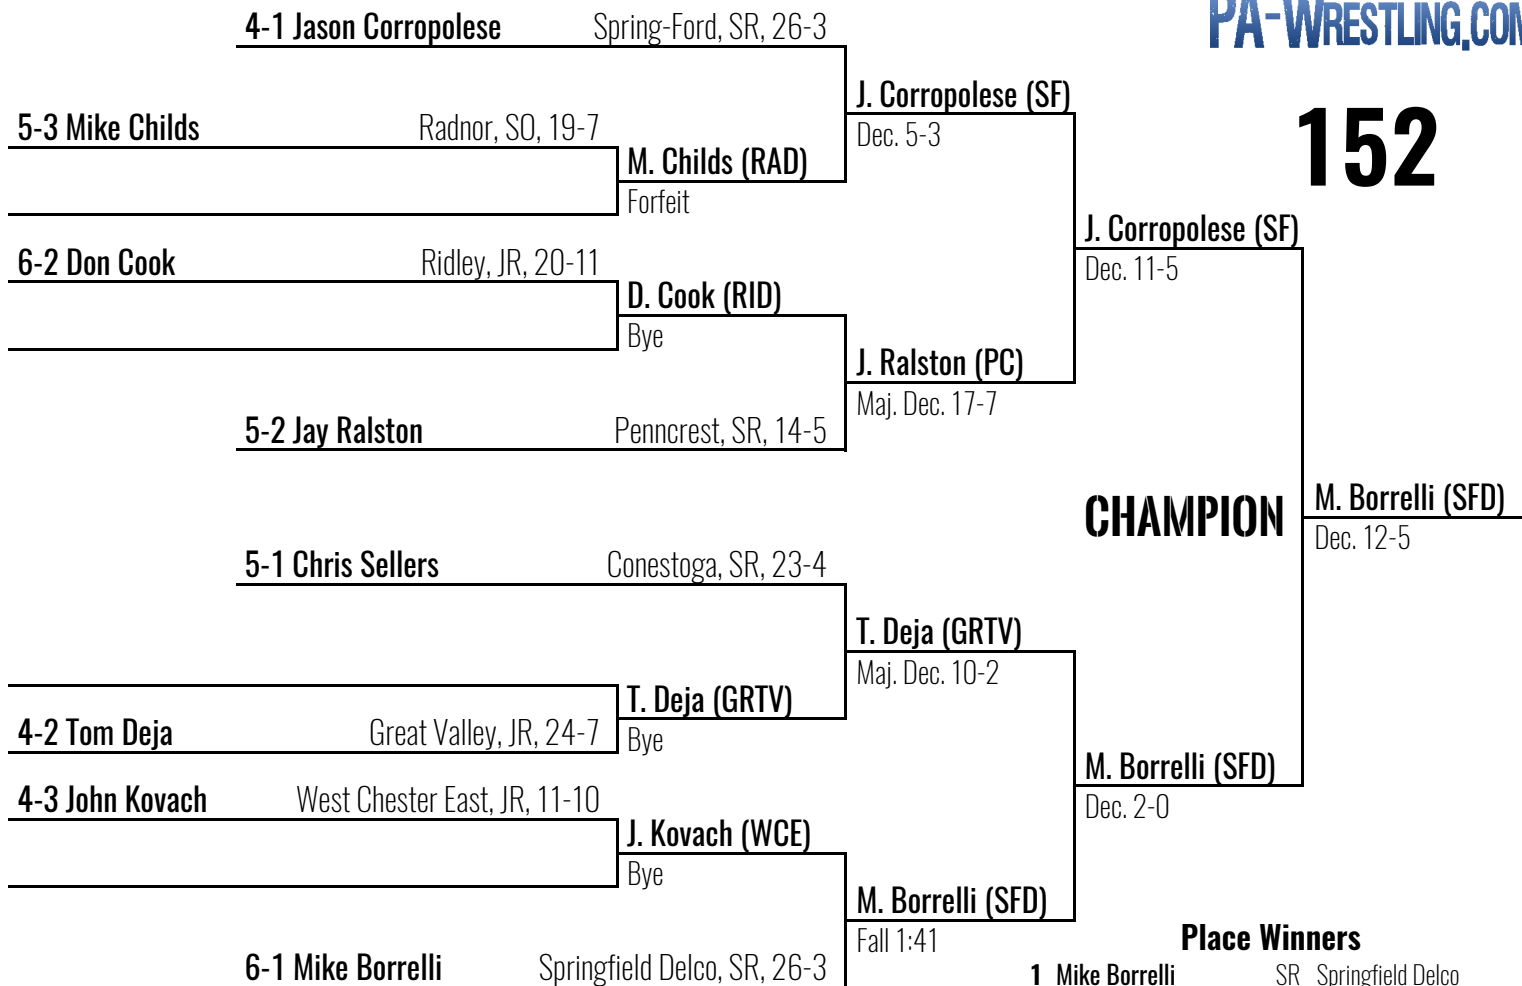 PA-WRESTLING.COM
4-1 Jason Corropolese Spring-Ford, SR, 26-3
J. Corropolese (SF)
5-3 Mike Childs Radnor, SO, 19-7
Dec. 5-3
152
M. Childs (RAD)
Forfeit
J. Corropolese (SF)
6-2 Don Cook Ridley, JR, 20-11
Dec. 11-5
D. Cook (RID)
Bye
J. Ralston (PC)
Maj. Dec. 17-7
5-2 Jay Ralston Penncrest, SR, 14-5
CHAMPION
M. Borrelli (SFD)
Dec. 12-5
5-1 Chris Sellers Conestoga, SR, 23-4
T. Deja (GRTV)
Maj. Dec. 10-2
T. Deja (GRTV)
4-2 Tom Deja Great Valley, JR, 24-7
Bye
M. Borrelli (SFD)
4-3 John Kovach West Chester East, JR, 11-10
Dec. 2-0
J. Kovach (WCE)
Bye
M. Borrelli (SFD)
Fall 1:41
Place Winners
6-1 Mike Borrelli Springfield Delco, SR, 26-3
1 Mike Borrelli SR Springfield Delco